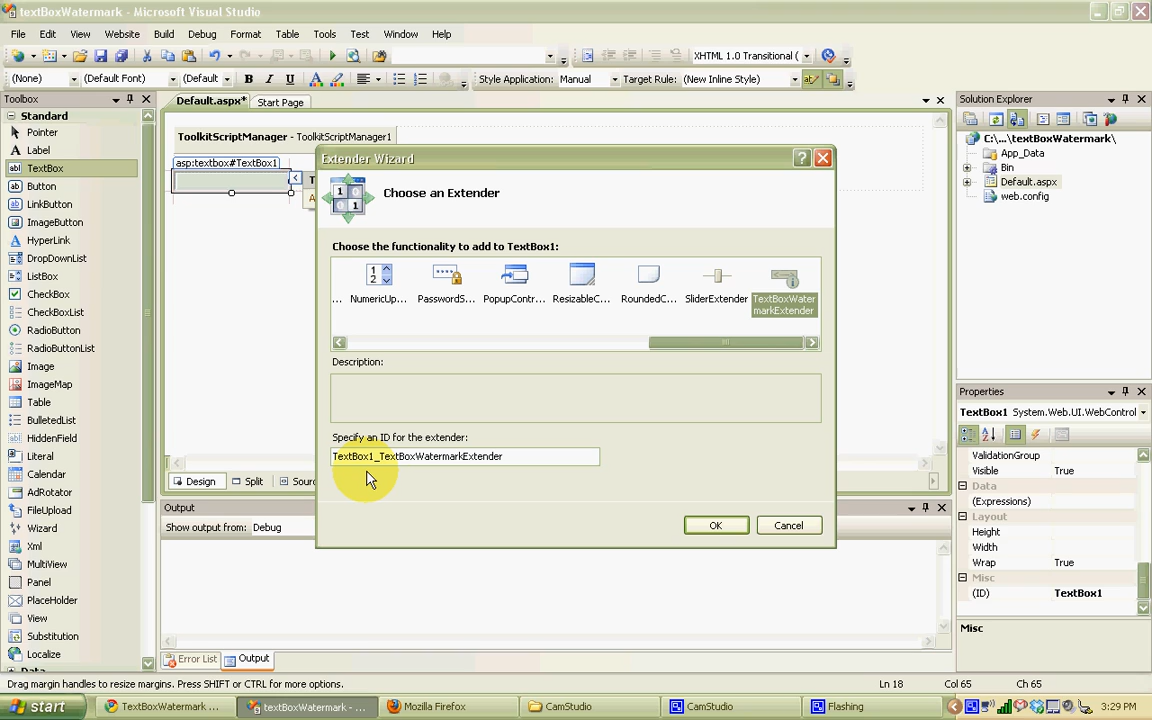 textBoxWatermark - Microsoft Visual Studio
File Edit View Website Build Debug Format Table Tools Test Window Help
XHTML 1.0 Transitional (
(None) (Default Font) (Default B I U Style Application: Manual Target Rule: (New Inline Style)
Toolbox
Standard
Pointer
Label
TextBox
Button
LinkButton
ImageButton
HyperLink
DropDownList
ListBox
CheckBox
CheckBoxList
RadioButton
RadioButtonList
Image
ImageMap
Table
BulletedList
HiddenField
Literal
Calendar
AdRotator
FileUpload
Wizard
Xml
MultiView
Panel
PlaceHolder
View
Substitution
Localize
Data
Default.aspx* Start Page
ToolkitScriptManager - ToolkitScriptManager1
asp:textbox#TextBox1
Extender Wizard
Choose an Extender
Choose the functionality to add to TextBox1:
... NumericUp... PasswordS... PopupContr... ResizableC... RoundedC... SliderExtender TextBoxWater
markExtender
Description:
Specify an ID for the extender:
TextBox1_TextBoxWatermarkExtender
OK Cancel
Design Split Sourc
Output
Show output from: Debug
Error List Output
Solution Explorer
C:\...\textBoxWatermark\
App_Data
Bin
Default.aspx
web.config
Properties
TextBox1 System.Web.UI.WebControl
ValidationGroup
Visible True
Data
(Expressions)
Layout
Height
Width
Wrap True
Misc
(ID) TextBox1
Misc
Drag margin handles to resize margins. Press SHIFT or CTRL for more options. Ln 18 Col 65 Ch 65
start TextBoxWatermark ... textBoxWatermark - ... Mozilla Firefox CamStudio CamStudio Flashing 3:29 PM